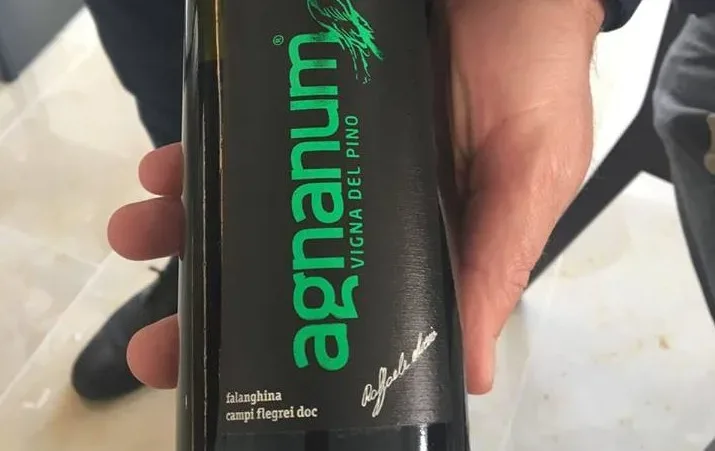 agnanum®
VIGNA DEL PINO
falanghina
campi flegrei doc